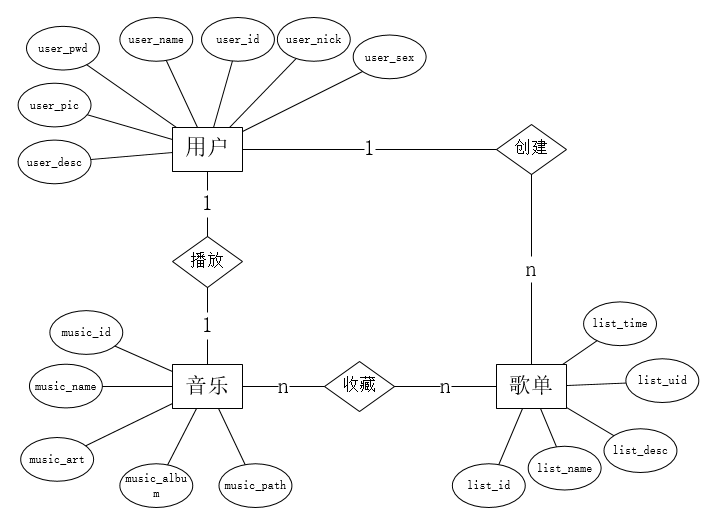 user_name
user_id
user_nick
user_pwd
user_sex
user_pic
用户
1
创建
user_desc
1
播放
n
1
music_id
list_time
music_name
音乐
n
收藏
n
歌单
list_uid
music_art
list_desc
list_name
music_albu
m
music_path
list_id